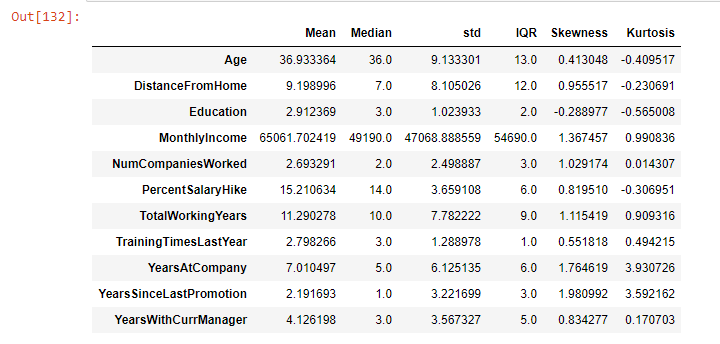 Out[132]:
Mean Median std IQR Skewness Kurtosis
Age 36.933364 36.0 9.133301 13.0 0.413048 -0.409517
DistanceFromHome 9.198996 7.0 8.105026 12.0 0.955517 -0.230691
Education 2.912369 3.0 1.023933 2.0 -0.288977 -0.565008
MonthlyIncome 65061.702419 49190.0 47068.888559 54690.0 1.367457 0.990836
NumCompaniesWorked 2.693291 2.0 2.498887 3.0 1.029174 0.014307
PercentSalaryHike 15.210634 14.0 3.659108 6.0 0.819510 -0.306951
TotalWorkingYears 11.290278 10.0 7.782222 9.0 1.115419 0.909316
TrainingTimesLastYear 2.798266 3.0 1.288978 1.0 0.551818 0.494215
YearsAtCompany 7.010497 5.0 6.125135 6.0 1.764619 3.930726
YearsSinceLastPromotion 2.191693 1.0 3.221699 3.0 1.980992 3.592162
YearsWithCurrManager 4.126198 3.0 3.567327 5.0 0.834277 0.170703